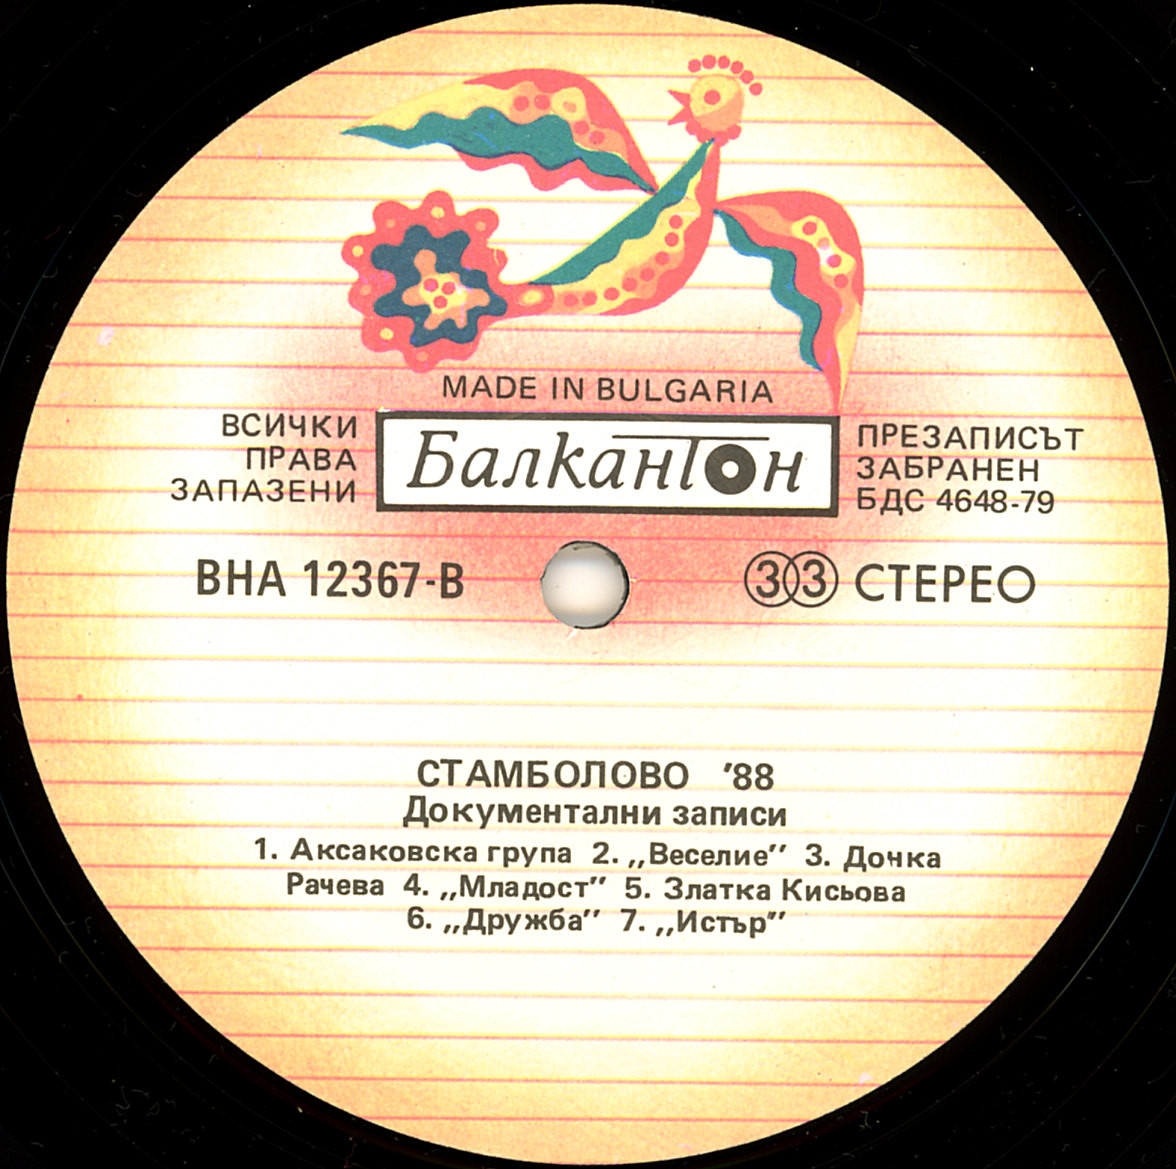 MADE IN BULGARIA
ВСИЧКИ
ПРАВА
ЗАПАЗЕНИ
Балкантон
ПРЕЗАПИСЪТ
ЗАБРАНЕН
БДС 4648-79
ВНА 12367-В
33 СТЕРЕО
СТАМБОЛОВО '88
Документални записи
1. Аксаковска група 2. „Веселие” 3. Дочка
Рачева 4. „Младост” 5. Златка Кисьова
6. „Дружба” 7. „Истър”